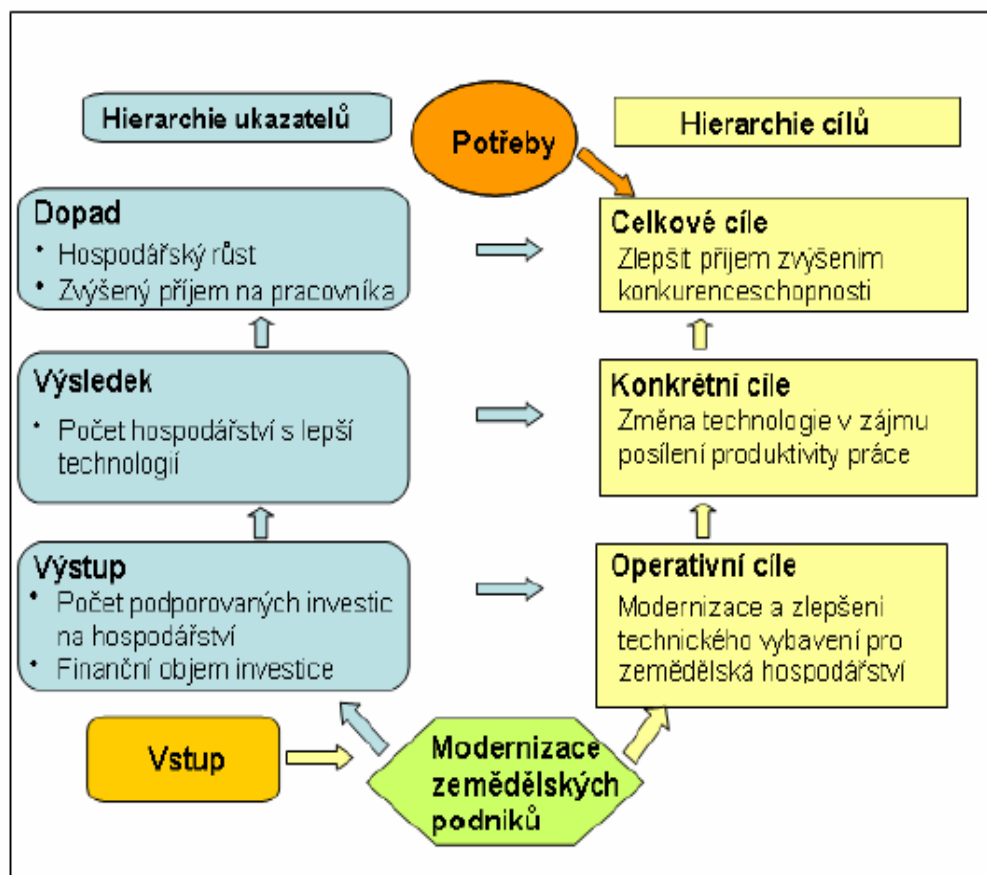 Hierarchie ukazatelů
Potřeby
Hierarchie cílů
Dopad
• Hospodářský růst
• Zvýšený příjem na pracovníka
Celkové cíle
Zlepšit příjem zvýšením
konkurenceschopnosti
Výsledek
• Počet hospodářství s lepší
technologií
Konkrétní cíle
Změna technologie v zájmu
posílení produktivity práce
Výstup
• Počet podporovaných investic
na hospodářství
• Finanční objem investice
Operativní cíle
Modernizace a zlepšení
technického vybavení pro
zemědělská hospodářství
Vstup
Modernizace
zemědělských
podniků